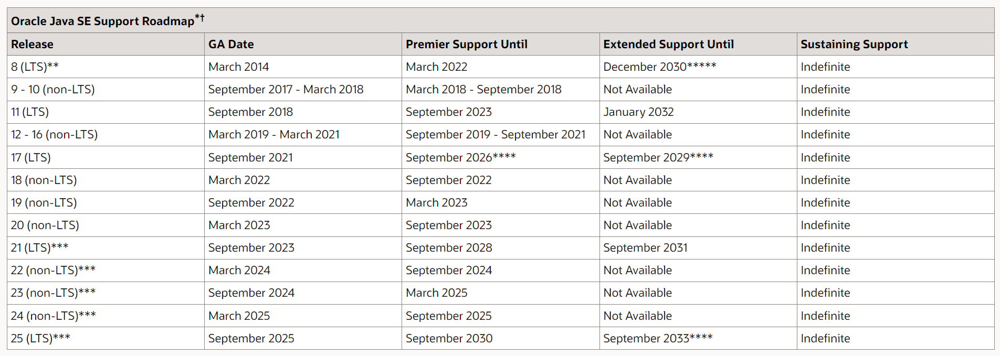 Oracle Java SE Support Roadmap*†
Release GA Date Premier Support Until Extended Support Until Sustaining Support
8 (LTS)** March 2014 March 2022 December 2030***** Indefinite
9 - 10 (non-LTS) September 2017 - March 2018 March 2018 - September 2018 Not Available Indefinite
11 (LTS) September 2018 September 2023 January 2032 Indefinite
12 - 16 (non-LTS) March 2019 - March 2021 September 2019 - September 2021 Not Available Indefinite
17 (LTS) September 2021 September 2026**** September 2029**** Indefinite
18 (non-LTS) March 2022 September 2022 Not Available Indefinite
19 (non-LTS) September 2022 March 2023 Not Available Indefinite
20 (non-LTS) March 2023 September 2023 Not Available Indefinite
21 (LTS)*** September 2023 September 2028 September 2031 Indefinite
22 (non-LTS)*** March 2024 September 2024 Not Available Indefinite
23 (non-LTS)*** September 2024 March 2025 Not Available Indefinite
24 (non-LTS)*** March 2025 September 2025 Not Available Indefinite
25 (LTS)*** September 2025 September 2030 September 2033**** Indefinite